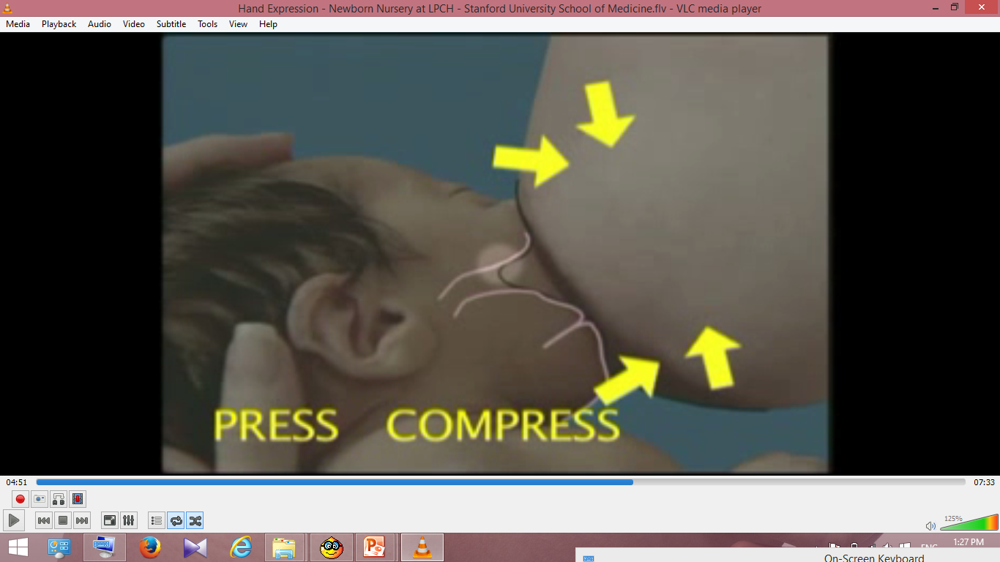 Hand Expression - Newborn Nursery at LPCH - Stanford University School of Medicine.flv - VLC media player
Media Playback Audio Video Subtitle Tools View Help
PRESS COMPRESS
04:51 07:33
125%
1:27 PM
On-Screen Keyboard